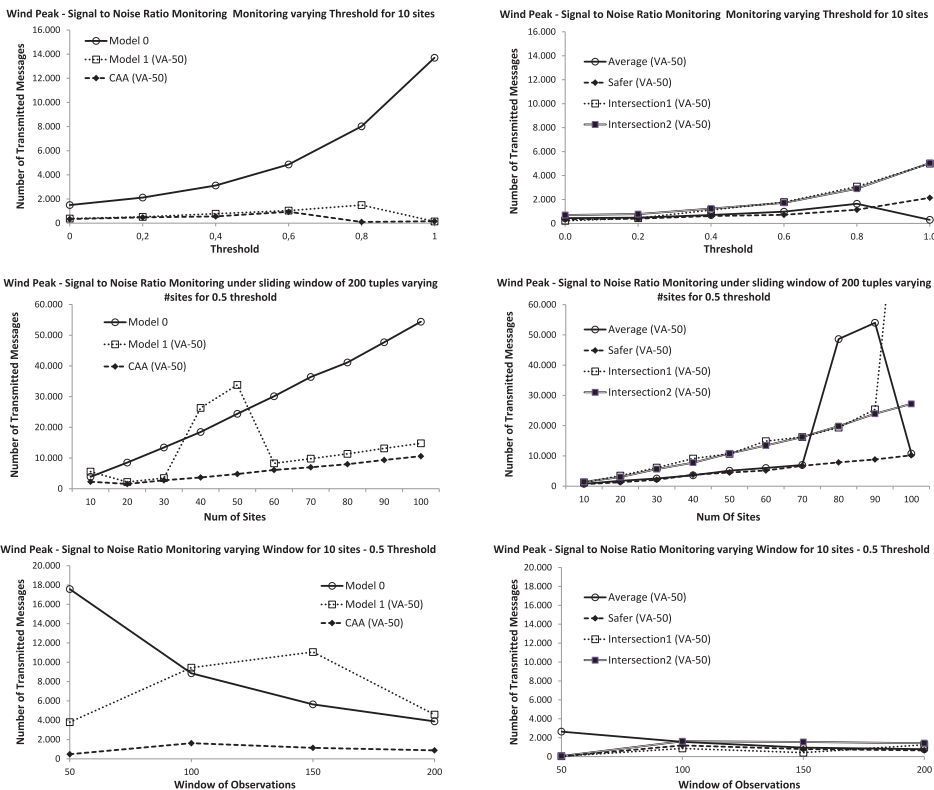 Wind Peak - Signal to Noise Ratio Monitoring Monitoring varying Threshold for 10 sites
Number of Transmitted Messages
16.000
14.000
12.000
10.000
8.000
6.000
4.000
2.000
0
Model 0
Model 1 (VA-50)
CAA (VA-50)
0 0,2 0,4 0,6 0,8 1
Threshold
Wind Peak - Signal to Noise Ratio Monitoring Monitoring varying Threshold for 10 sites
Number of Transmitted Messages
16.000
14.000
12.000
10.000
8.000
6.000
4.000
2.000
0
Average (VA-50)
Safer (VA-50)
Intersection1 (VA-50)
Intersection2 (VA-50)
0.0 0.2 0.4 0.6 0.8 1.0
Threshold
Wind Peak - Signal to Noise Ratio Monitoring under sliding window of 200 tuples varying
#sites for 0.5 threshold
Number of Transmitted Messages
60.000
50.000
40.000
30.000
20.000
10.000
0
Model 0
Model 1 (VA-50)
CAA (VA-50)
10 20 30 40 50 60 70 80 90 100
Num of Sites
Wind Peak - Signal to Noise Ratio Monitoring under sliding window of 200 tuples varying
#sites for 0.5 threshold
Number of Transmitted Messages
60.000
50.000
40.000
30.000
20.000
10.000
0
Average (VA-50)
Safer (VA-50)
Intersection1 (VA-50)
Intersection2 (VA-50)
10 20 30 40 50 60 70 80 90 100
Num Of Sites
Wind Peak - Signal to Noise Ratio Monitoring varying Window for 10 sites - 0.5 Threshold
Number of Transmitted Messages
20.000
18.000
16.000
14.000
12.000
10.000
8.000
6.000
4.000
2.000
0
Model 0
Model 1 (VA-50)
CAA (VA-50)
50 100 150 200
Window of Observations
Wind Peak - Signal to Noise Ratio Monitoring varying Window for 10 sites - 0.5 Threshold
Number of Transmitted Messages
20.000
18.000
16.000
14.000
12.000
10.000
8.000
6.000
4.000
2.000
0
Average (VA-50)
Safer (VA-50)
Intersection1 (VA-50)
Intersection2 (VA-50)
50 100 150 200
Window of Observations